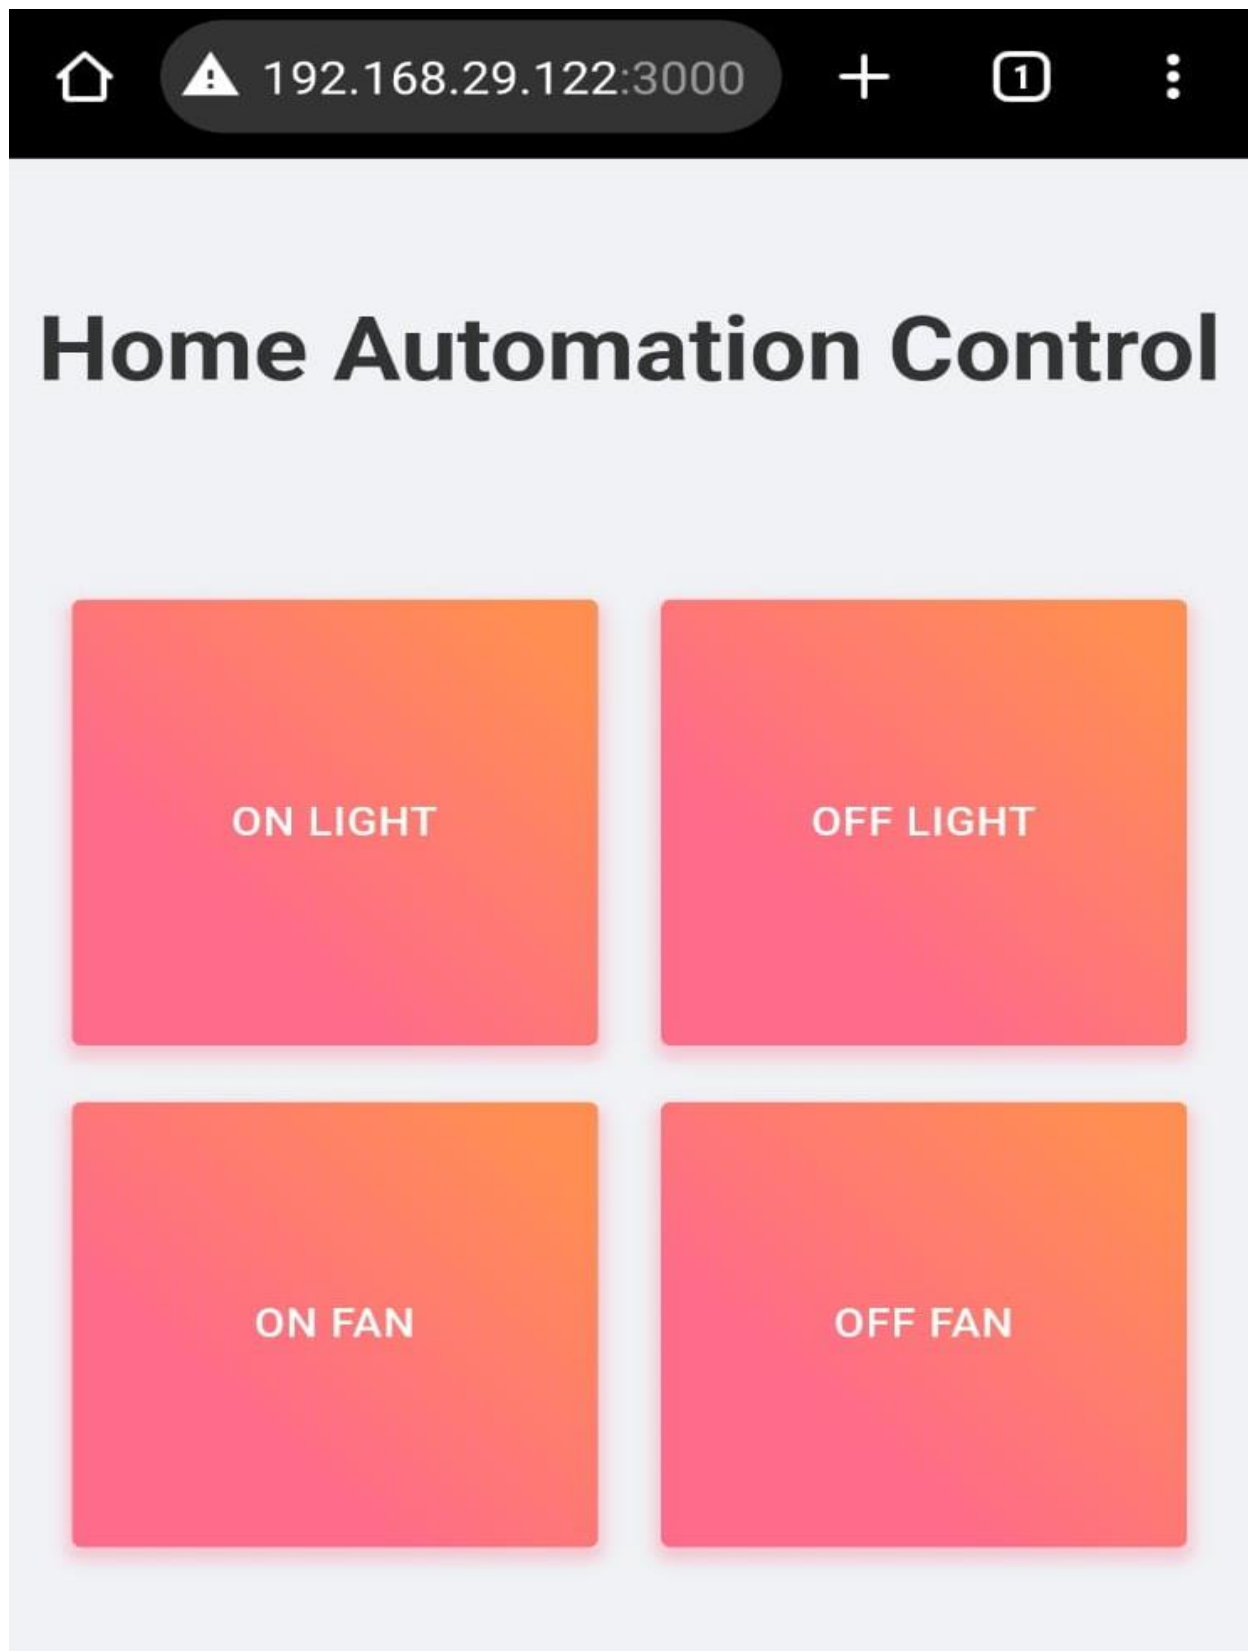 192.168.29.122:3000
1
Home Automation Control
ON LIGHT
OFF LIGHT
ON FAN
OFF FAN